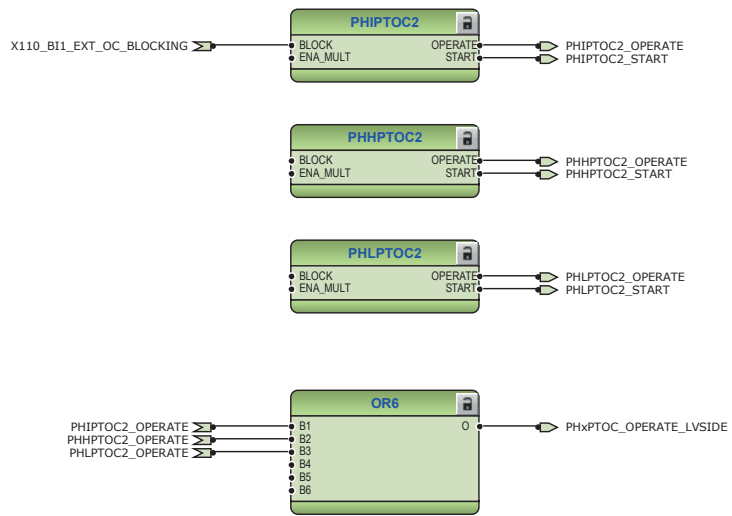 PHIPTOC2
X110_BI1_EXT_OC_BLOCKING
BLOCK
OPERATE
PHIPTOC2_OPERATE
ENA_MULT
START
PHIPTOC2_START
PHHPTOC2
BLOCK
OPERATE
PHHPTOC2_OPERATE
ENA_MULT
START
PHHPTOC2_START
PHLPTOC2
BLOCK
OPERATE
PHLPTOC2_OPERATE
ENA_MULT
START
PHLPTOC2_START
OR6
PHIPTOC2_OPERATE
B1
O
PHxPTOC_OPERATE_LVSIDE
PHHPTOC2_OPERATE
B2
PHLPTOC2_OPERATE
B3
B4
B5
B6